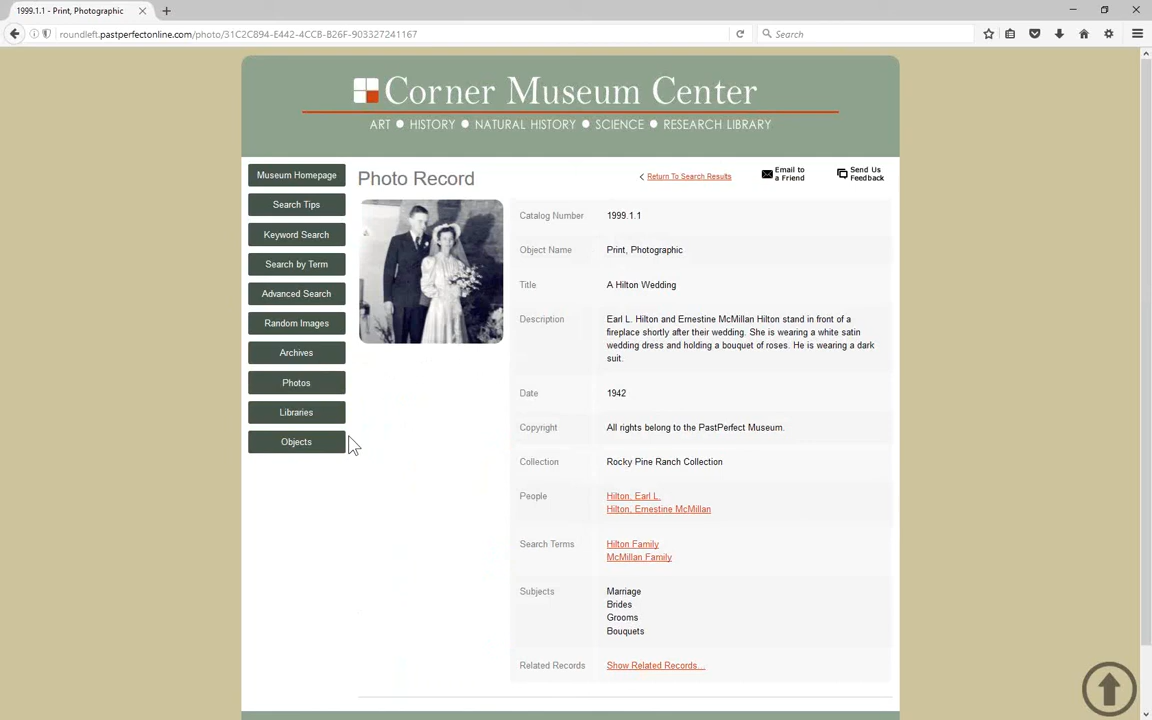 1999.1.1 - Print, Photographic
roundleft.pastperfectonline.com/photo/31C2C894-E442-4CCB-B26F-903327241167
Search
Corner Museum Center
ART ● HISTORY ● NATURAL HISTORY ● SCIENCE ● RESEARCH LIBRARY
Museum Homepage
Search Tips
Keyword Search
Search by Term
Advanced Search
Random Images
Archives
Photos
Libraries
Objects
Photo Record
Return To Search Results
Email to
a Friend
Send Us
Feedback
Catalog Number 1999.1.1
Object Name Print, Photographic
Title A Hilton Wedding
Description Earl L. Hilton and Ernestine McMillan Hilton stand in front of a
fireplace shortly after their wedding. She is wearing a white satin
wedding dress and holding a bouquet of roses. He is wearing a dark
suit.
Date 1942
Copyright All rights belong to the PastPerfect Museum.
Collection Rocky Pine Ranch Collection
People Hilton, Earl L.
Hilton, Ernestine McMillan
Search Terms Hilton Family
McMillan Family
Subjects Marriage
Brides
Grooms
Bouquets
Related Records Show Related Records...